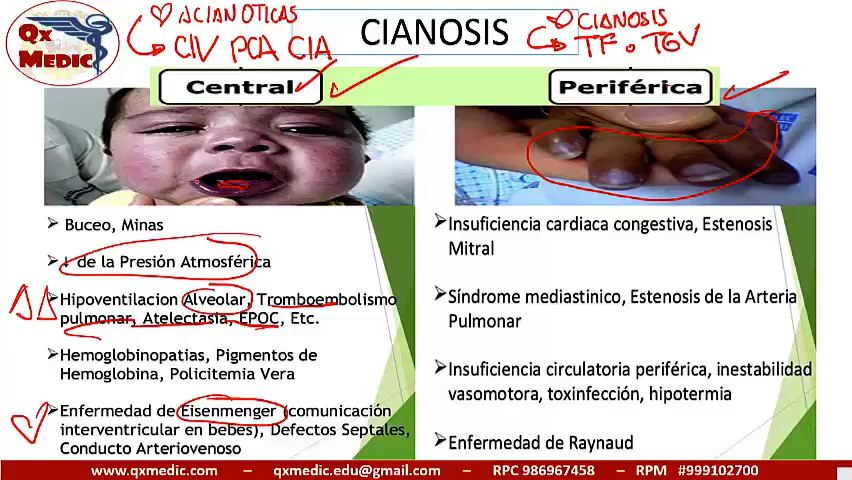 Qx
MEDIC
ACIANOTICAS
CIV PCA CIA
CIANOSIS
CIANOSIS
TF . TGV
Central
Periférica
Buceo, Minas
↓ de la Presión Atmosférica
Hipoventilacion Alveolar, Tromboembolismo
pulmonar, Atelectasia, EPOC, Etc.
Hemoglobinopatias, Pigmentos de
Hemoglobina, Policitemia Vera
Enfermedad de Eisenmenger (comunicación
interventricular en bebes), Defectos Septales,
Conducto Arteriovenoso
Insuficiencia cardiaca congestiva, Estenosis
Mitral
Síndrome mediastinico, Estenosis de la Arteria
Pulmonar
Insuficiencia circulatoria periférica, inestabilidad
vasomotora, toxinfección, hipotermia
Enfermedad de Raynaud
www.qxmedic.com – qxmedic.edu@gmail.com – RPC 986967458 – RPM #999102700